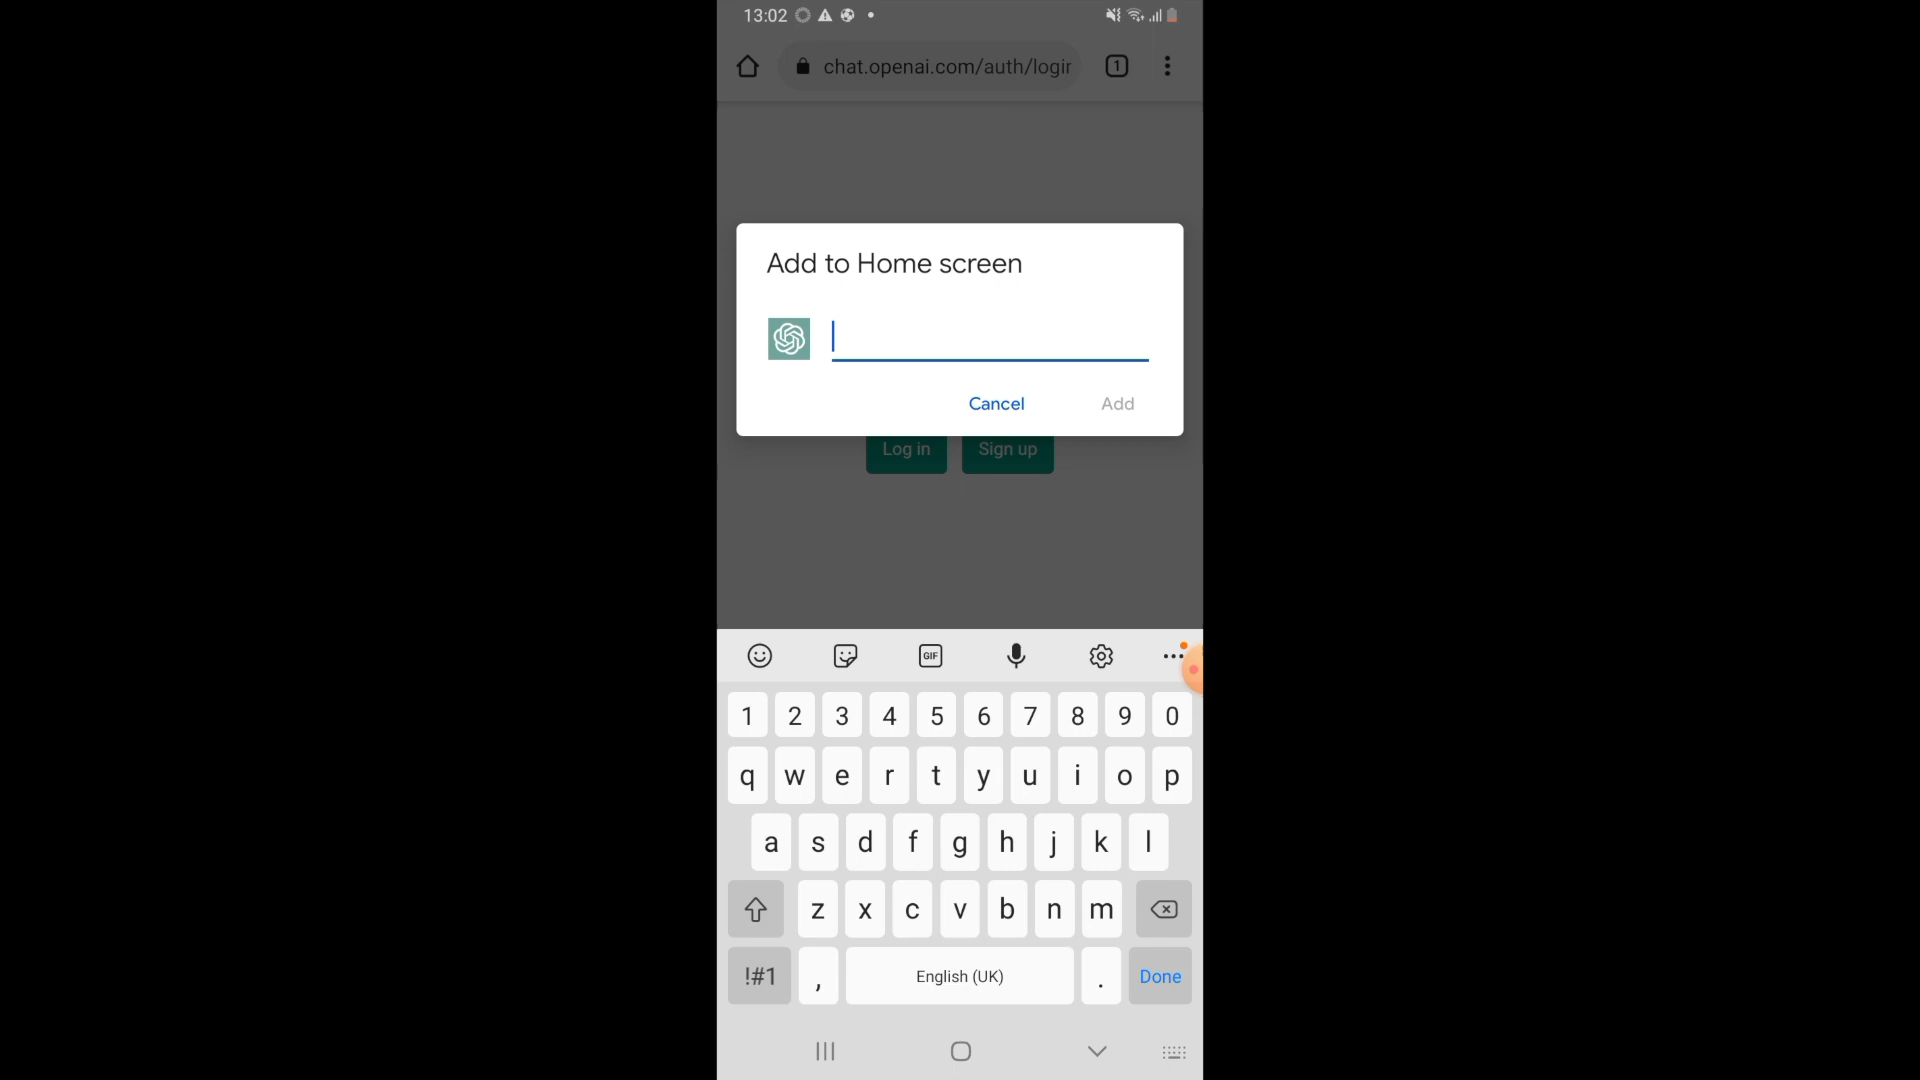 13:02
chat.openai.com/auth/login
1
Add to Home screen
Cancel Add
Log in Sign up
GIF
1 2 3 4 5 6 7 8 9 0
q w e r t y u i o p
a s d f g h j k l
z x c v b n m
!#1 , English (UK) . Done